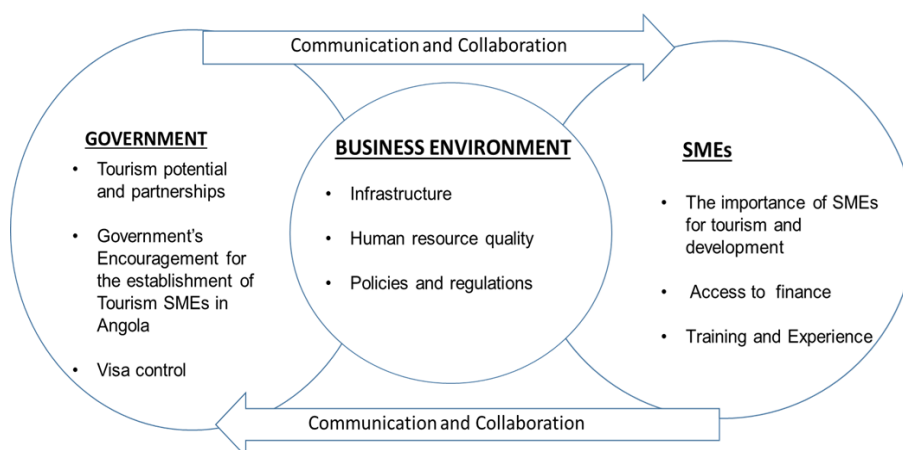 Communication and Collaboration
GOVERNMENT
• Tourism potential
and partnerships
• Government's
Encouragement for
the establishment of
Tourism SMEs in
Angola
• Visa control
BUSINESS ENVIRONMENT
• Infrastructure
• Human resource quality
• Policies and regulations
SMEs
• The importance of SMEs
for tourism and
development
• Access to finance
• Training and Experience
Communication and Collaboration